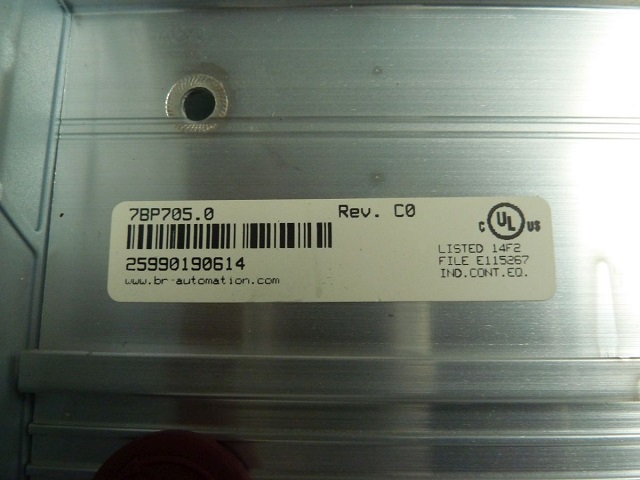 7BP705.0 Rev. C0
25990190614
www.br-automation.com
C UL US
LISTED 14F2
FILE E115267
IND.CONT.EQ.